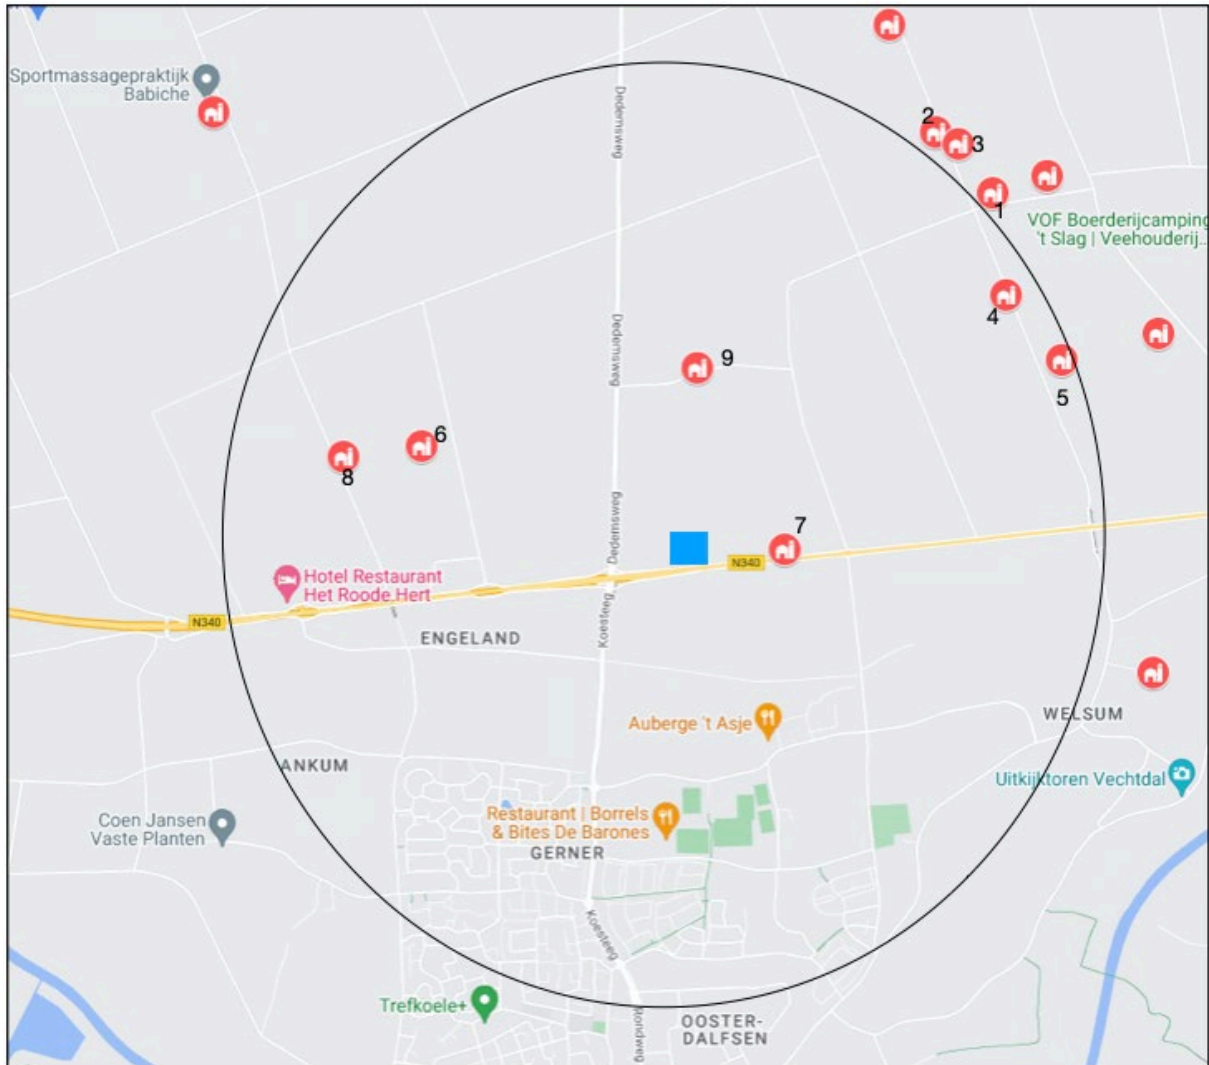 Sportmassagepraktijk
Babiche
Dedemsweg
2
3
1
VOF Boerderijcamping
't Slag | Veehouderij...
4
Dedemsweg
9
5
6
8
Dedemsweg
7
N340
Hotel Restaurant
Het Roode Hert
N340
Koesteeg
ENGELAND
Auberge 't Asje
WELSUM
ANKUM
Uitkijktoren Vechtdal
Coen Jansen
Vaste Planten
Restaurant | Borrels
& Bites De Barones
GERNER
Koesteeg
Trefkoele+
OOSTER-
DALFSEN
Rondweg